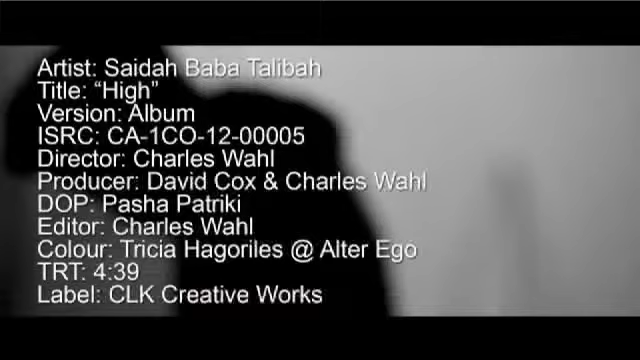 Artist: Saidah Baba Talibah
Title: “High”
Version: Album
ISRC: CA-1CO-12-00005
Director: Charles Wahl
Producer: David Cox & Charles Wahl
DOP: Pasha Patriki
Editor: Charles Wahl
Colour: Tricia Hagoriles @ Alter Ego
TRT: 4:39
Label: CLK Creative Works